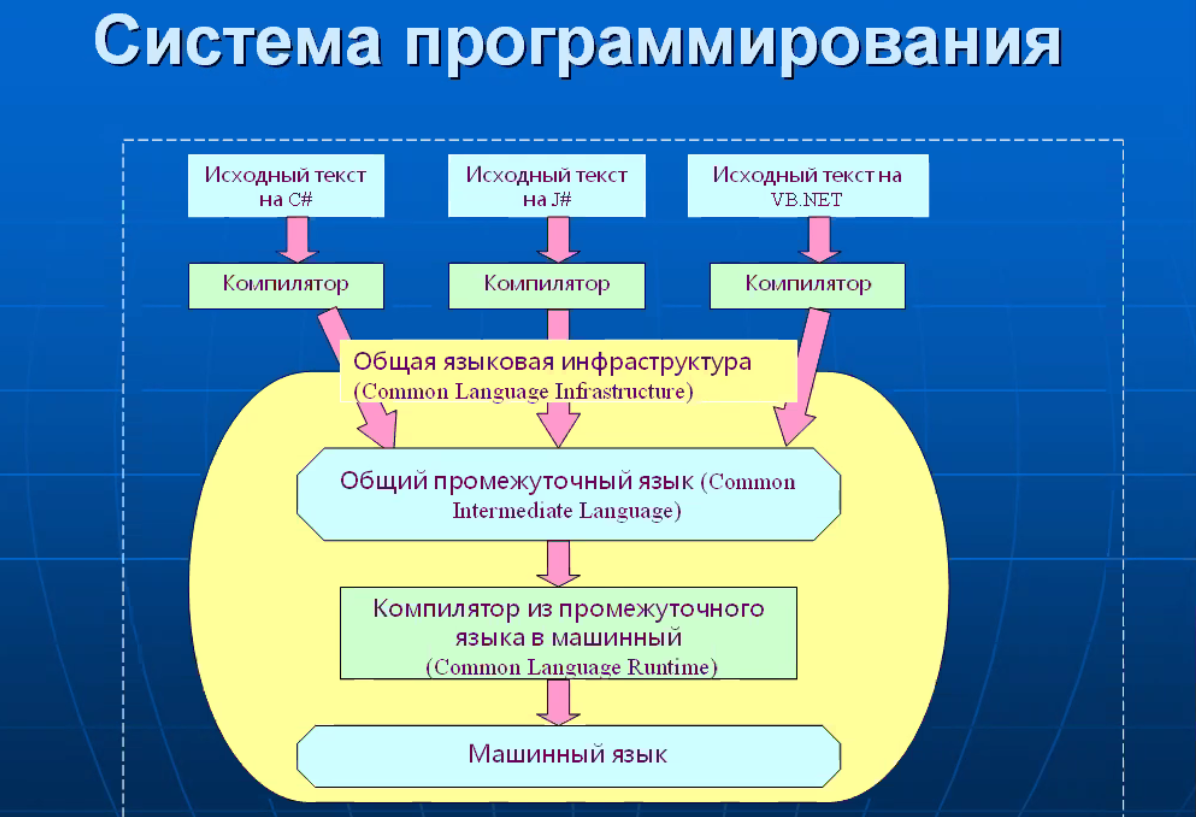 Система программирования
Исходный текст
на C#
Исходный текст
на J#
Исходный текст на
VB.NET
Компилятор
Компилятор
Компилятор
Общая языковая инфраструктура
(Common Language Infrastructure)
Общий промежуточный язык (Common
Intermediate Language)
Компилятор из промежуточного
языка в машинный
(Common Language Runtime)
Машинный язык